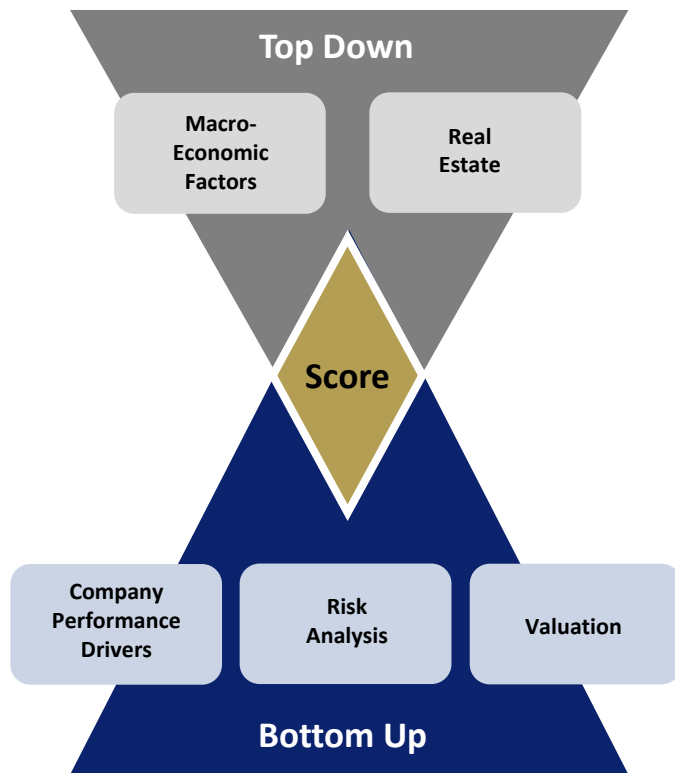 Top Down
Macro-
Economic
Factors
Real
Estate
Score
Company
Performance
Drivers
Risk
Analysis
Valuation
Bottom Up